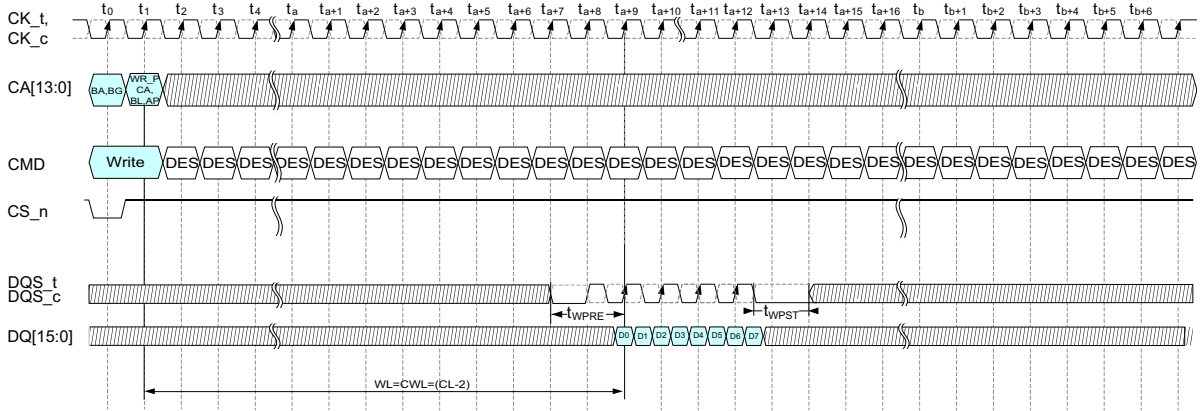 CK_t,
CK_c
t0 t1 t2 t3 t4 ta ta+1 ta+2 ta+3 ta+4 ta+5 ta+6 ta+7 ta+8 ta+9 ta+10 ta+11 ta+12 ta+13 ta+14 ta+15 ta+16 tb tb+1 tb+2 tb+3 tb+4 tb+5 tb+6
CA[13:0]
BA,BG
WR_P
CA,
BL,AP
CMD
Write DES DES DES DES DES DES DES DES DES DES DES DES DES DES DES DES DES DES DES DES DES DES DES DES DES DES DES DES
CS_n
DQS_t
DQS_c
tWPRE tWPST
DQ[15:0]
D0 D1 D2 D3 D4 D5 D6 D7
WL=CWL=(CL-2)